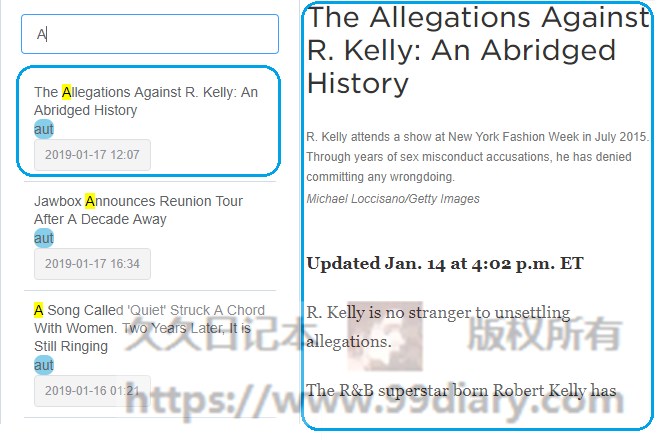 A
The Allegations Against R. Kelly: An
Abridged History
aut
2019-01-17 12:07
Jawbox Announces Reunion Tour
After A Decade Away
aut
2019-01-17 16:34
A Song Called 'Quiet' Struck A Chord
With Women. Two Years Later, It is
Still Ringing
aut
2019-01-16 01:21
The Allegations Against
R. Kelly: An Abridged
History
R. Kelly attends a show at New York Fashion Week in July 2015.
Through years of sex misconduct accusations, he has denied
committing any wrongdoing.
Michael Loccisano/Getty Images
Updated Jan. 14 at 4:02 p.m. ET
R. Kelly is no stranger to unsettling
allegations.
The R&B superstar born Robert Kelly has
久久日记本 版权所有
https://www.99diary.com